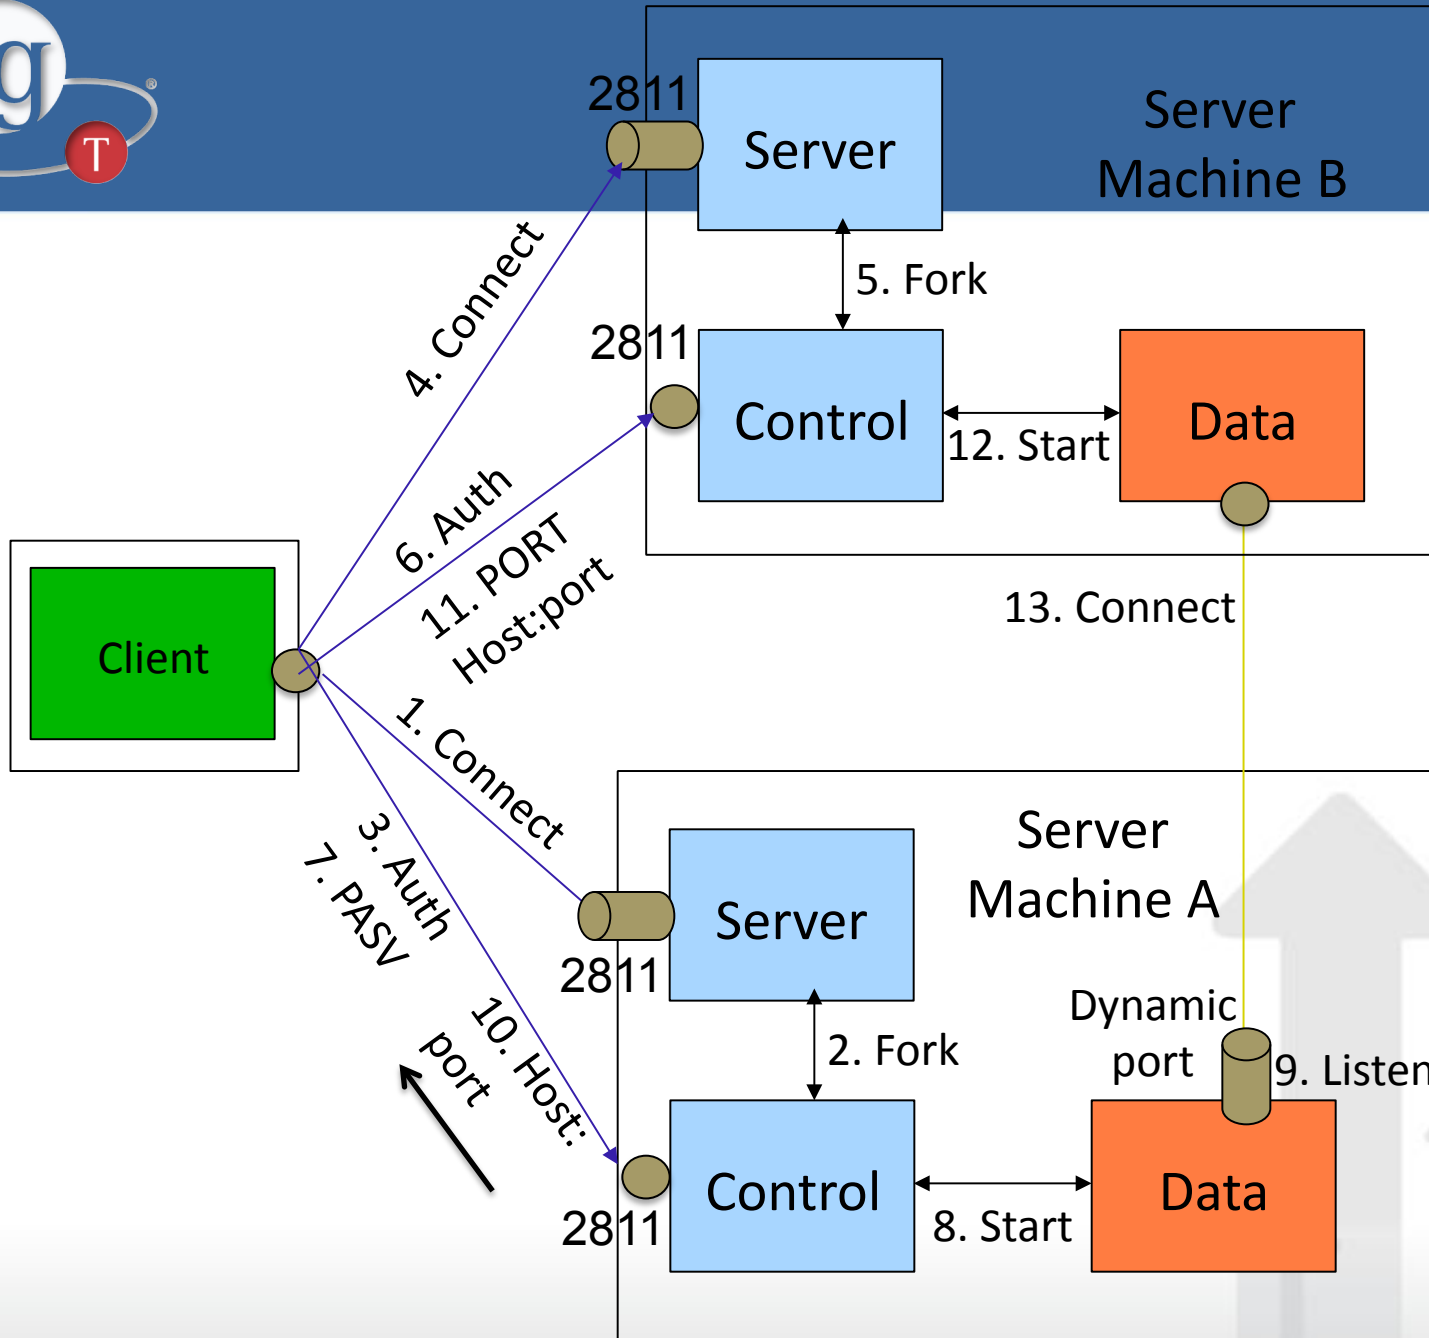 g
®
T
2811
Server
Server
Machine B
4. Connect
5. Fork
2811
Control
12. Start
Data
6. Auth
11. PORT
Host:port
13. Connect
Client
1. Connect
3. Auth
7. PASV
10. Host:
port
Server
Machine A
Server
2811
2. Fork
Dynamic
port
9. Listen
Control
2811
8. Start
Data